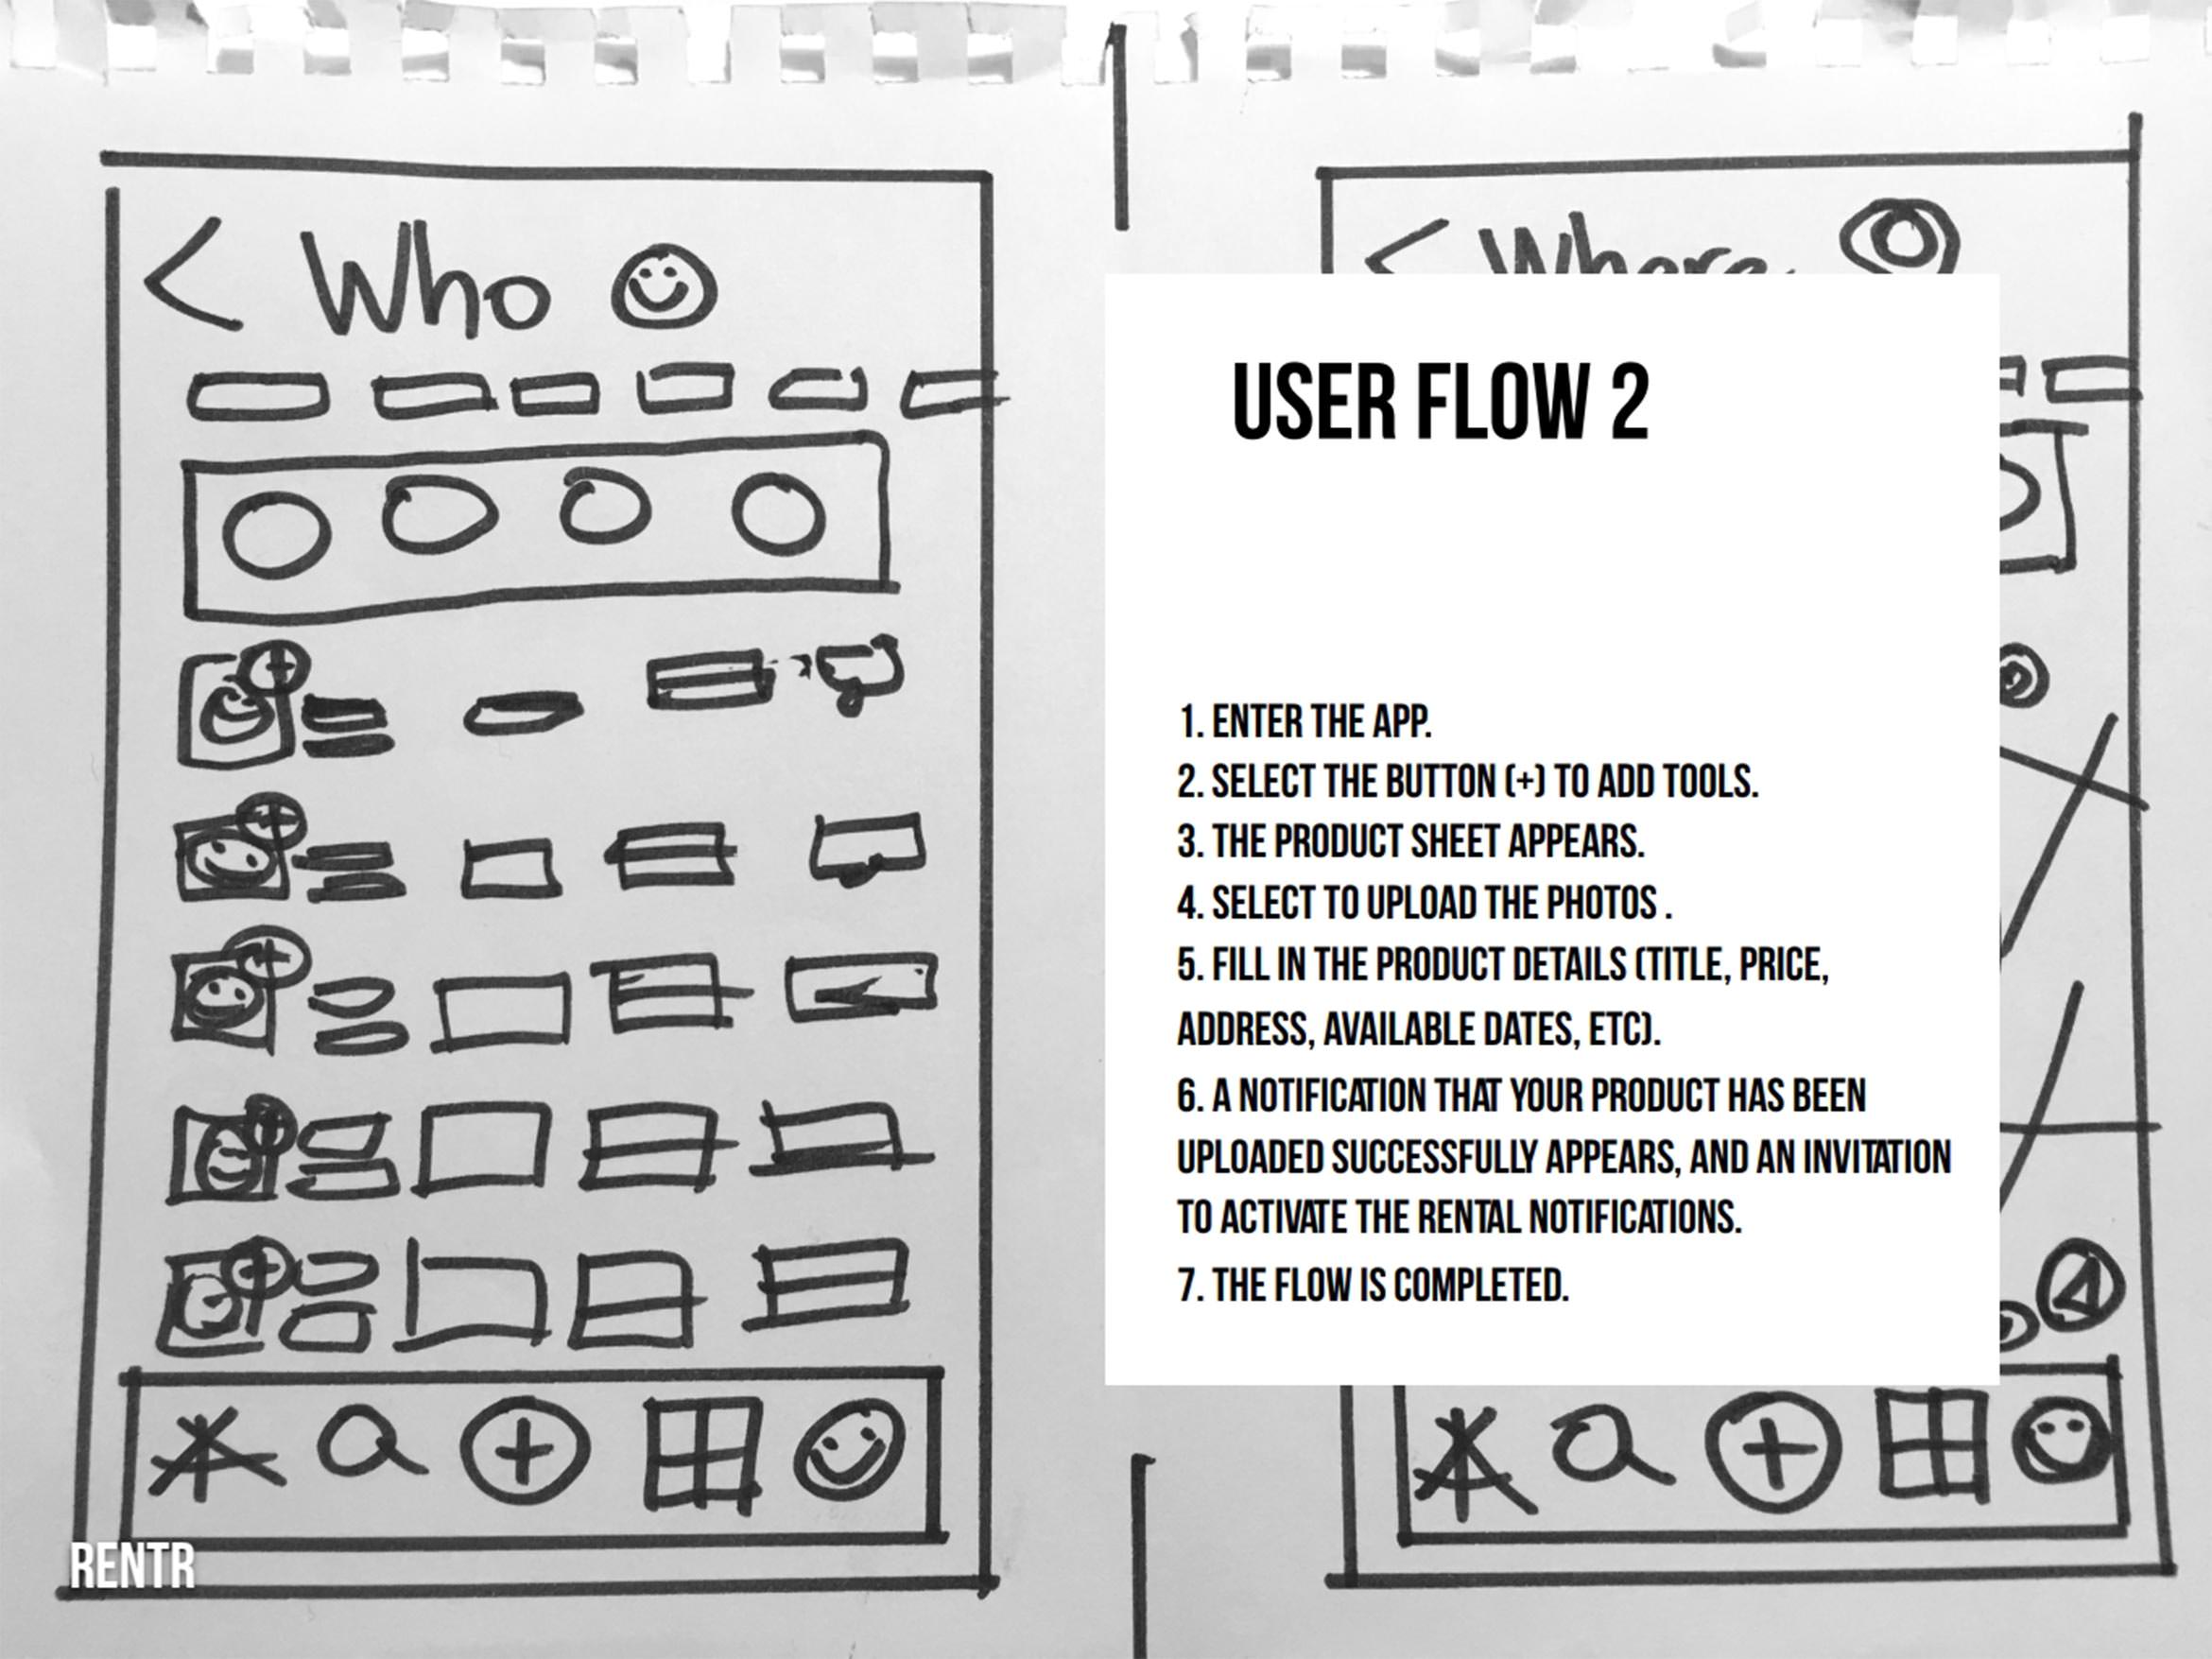 < Who
< Where
USER FLOW 2
1. ENTER THE APP.
2. SELECT THE BUTTON (+) TO ADD TOOLS.
3. THE PRODUCT SHEET APPEARS.
4. SELECT TO UPLOAD THE PHOTOS .
5. FILL IN THE PRODUCT DETAILS (TITLE, PRICE,
ADDRESS, AVAILABLE DATES, ETC).
6. A NOTIFICATION THAT YOUR PRODUCT HAS BEEN
UPLOADED SUCCESSFULLY APPEARS, AND AN INVITATION
TO ACTIVATE THE RENTAL NOTIFICATIONS.
7. THE FLOW IS COMPLETED.
RENTR